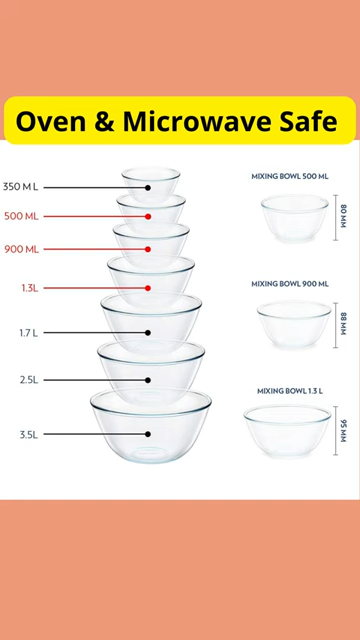 Oven & Microwave Safe
350 M L
500 ML
900 ML
1.3L
1.7 L
2.5L
3.5L
MIXING BOWL 500 ML
80 MM
MIXING BOWL 900 ML
88 MM
MIXING BOWL 1.3 L
95 MM